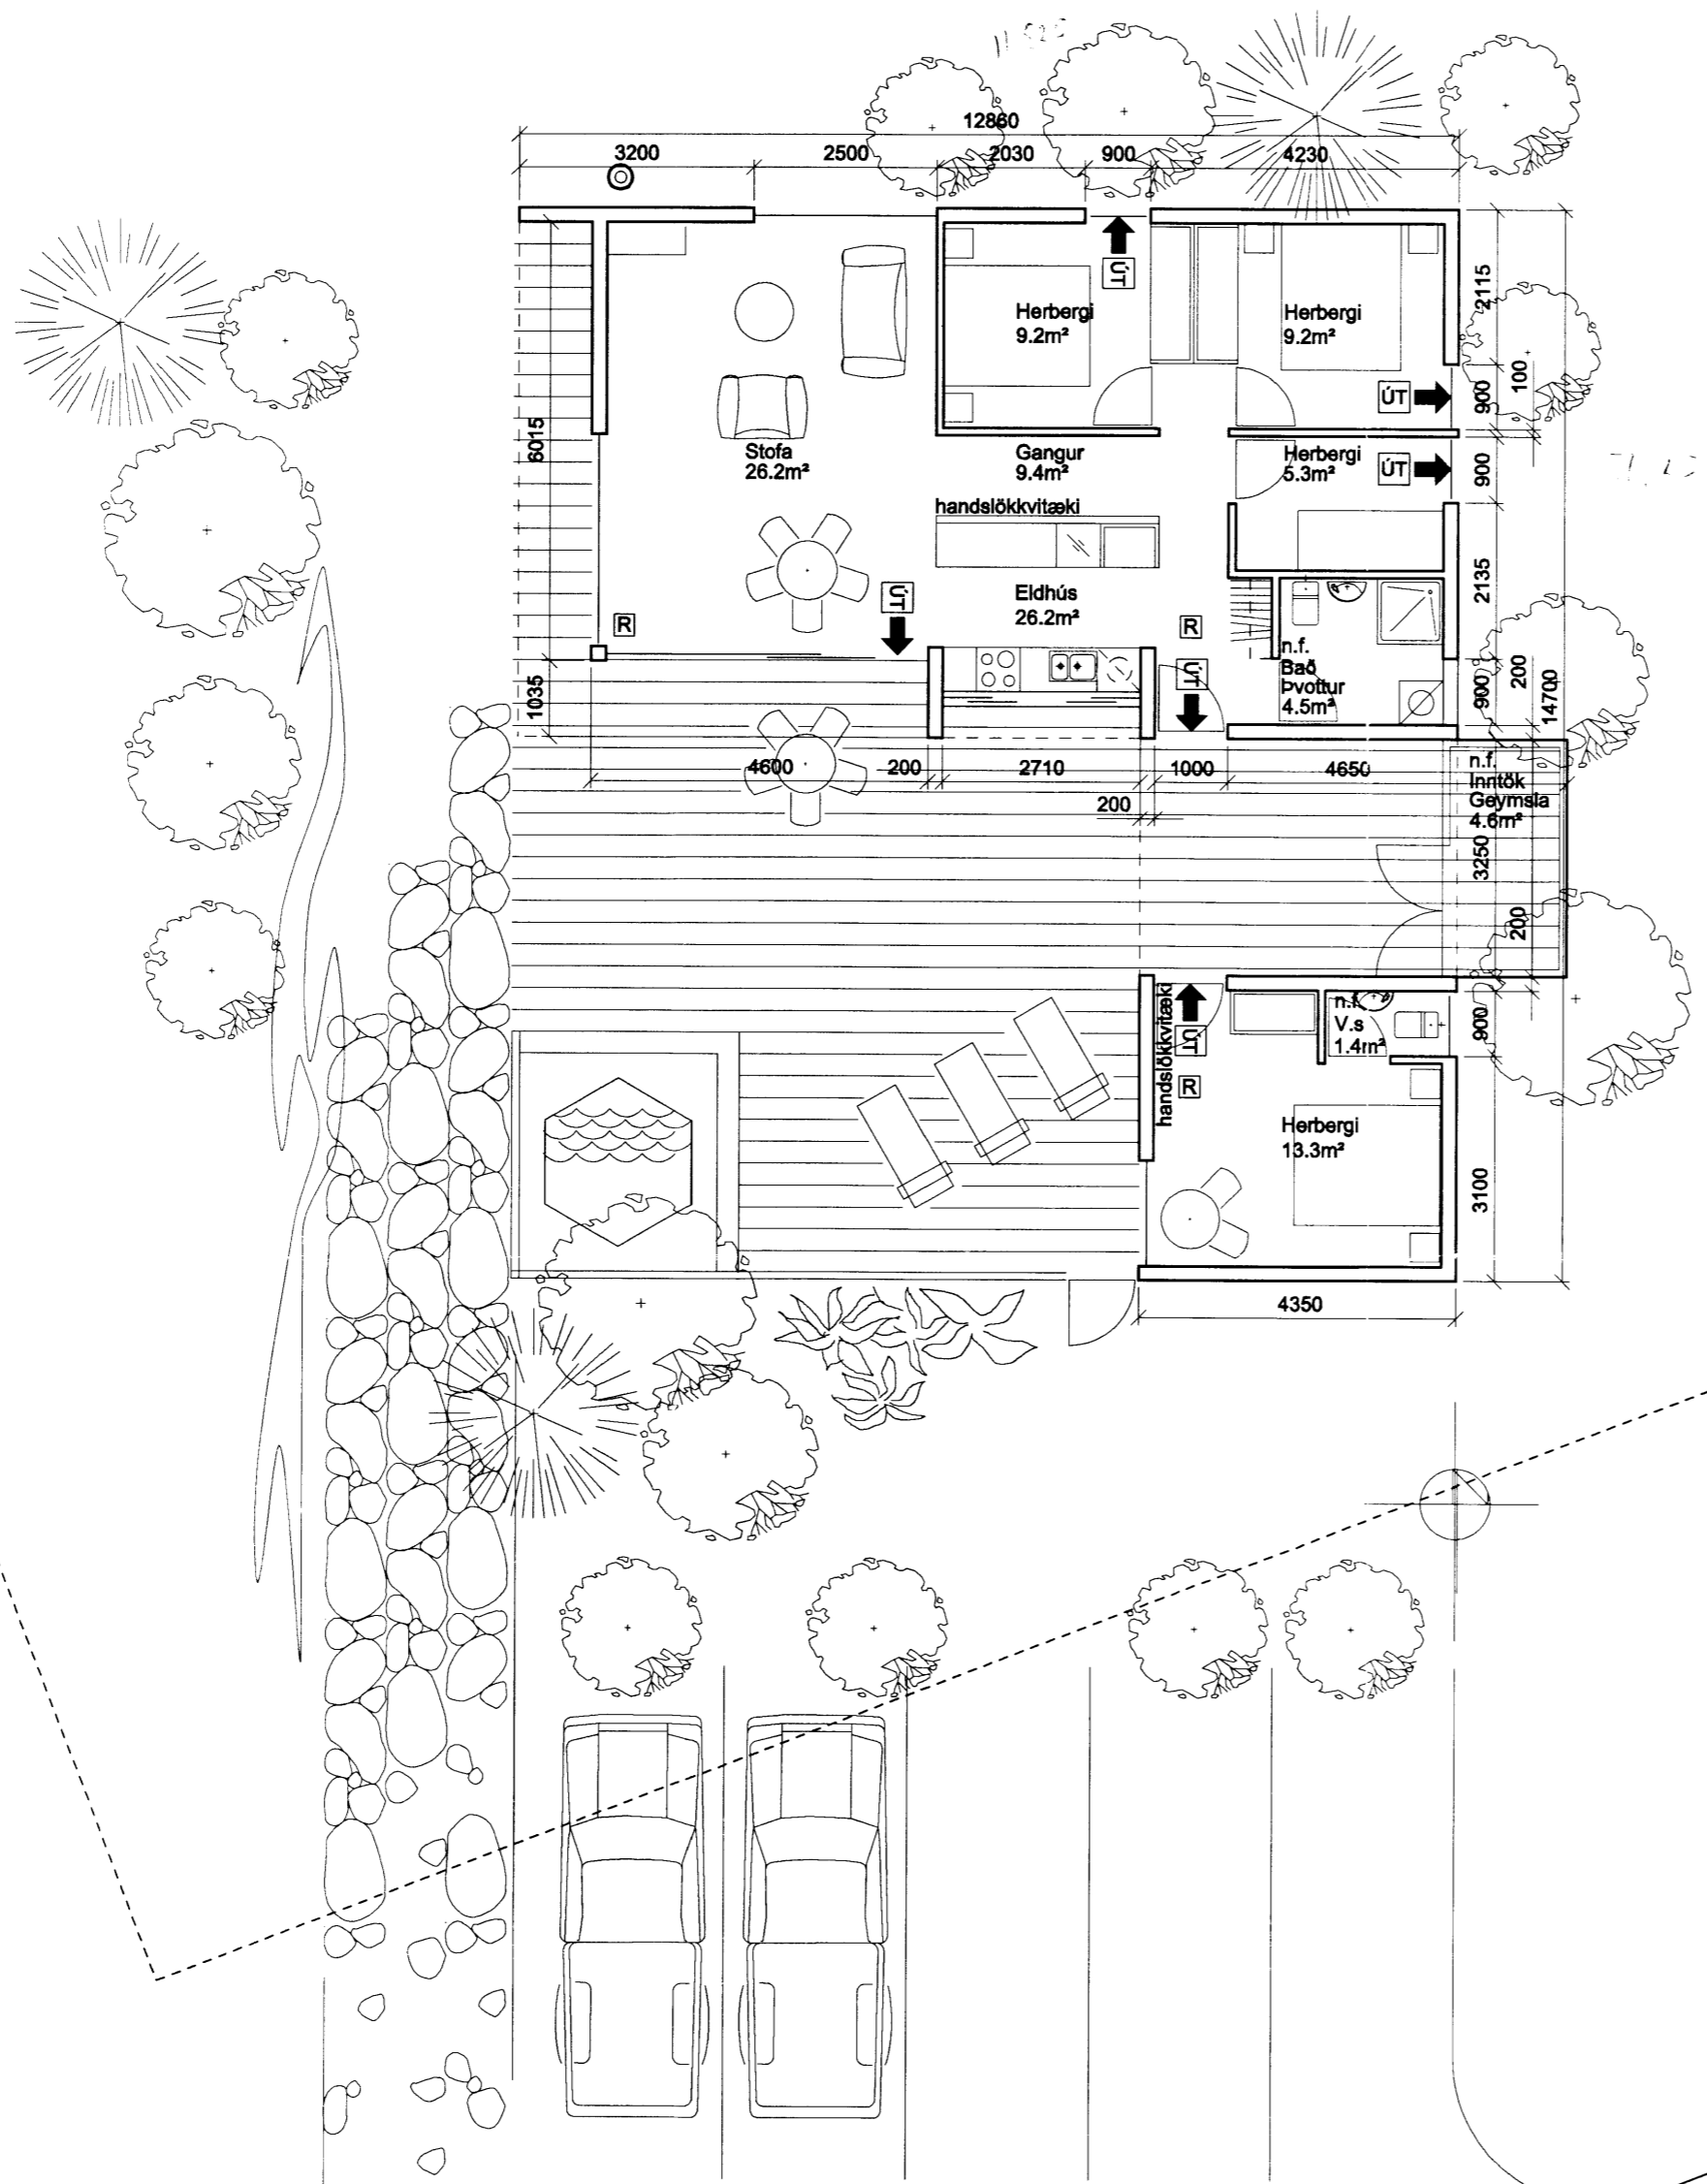 12860
3200
2500
2030
900
4230
ÚT
2115
Herbergi
9.2m²
Herbergi
9.2m²
ÚT
900
100
6015
Stofa
26.2m²
Gangur
9.4m²
Herbergi
5.3m²
ÚT
900
handslökkvitæki
2135
Eldhús
26.2m²
ÚT
R
R
ÚT
n.f.
Bað
Þvottur
4.5m²
1035
900
200
14700
4600
200
2710
1000
4650
200
n.f.
Inntök
Geymsla
4.6m²
3250
200
handslökkvitæki
ÚT
R
n.f.
V.s
1.4m²
900
Herbergi
13.3m²
3100
4350